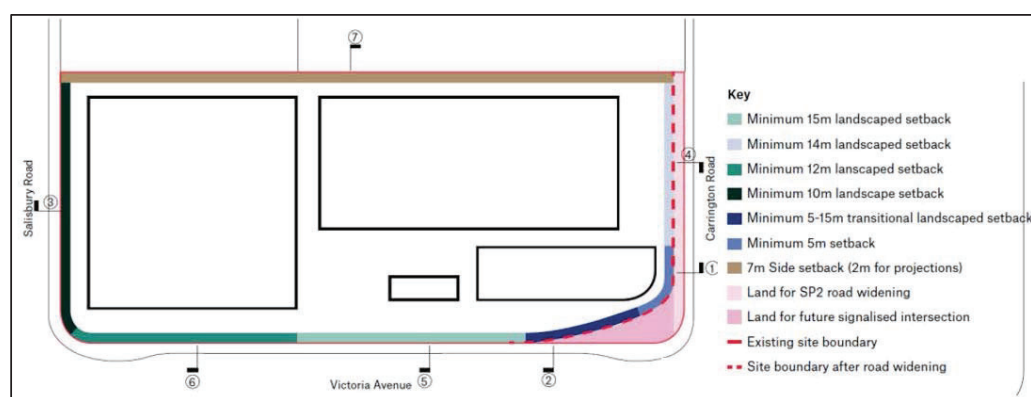 ⑦
Salisbury Road
③
④
Carrington Road
①
⑥
Victoria Avenue
⑤
②
Key
Minimum 15m landscaped setback
Minimum 14m landscaped setback
Minimum 12m lanscaped setback
Minimum 10m landscape setback
Minimum 5-15m transitional landscaped setback
Minimum 5m setback
7m Side setback (2m for projections)
Land for SP2 road widening
Land for future signalised intersection
Existing site boundary
Site boundary after road widening